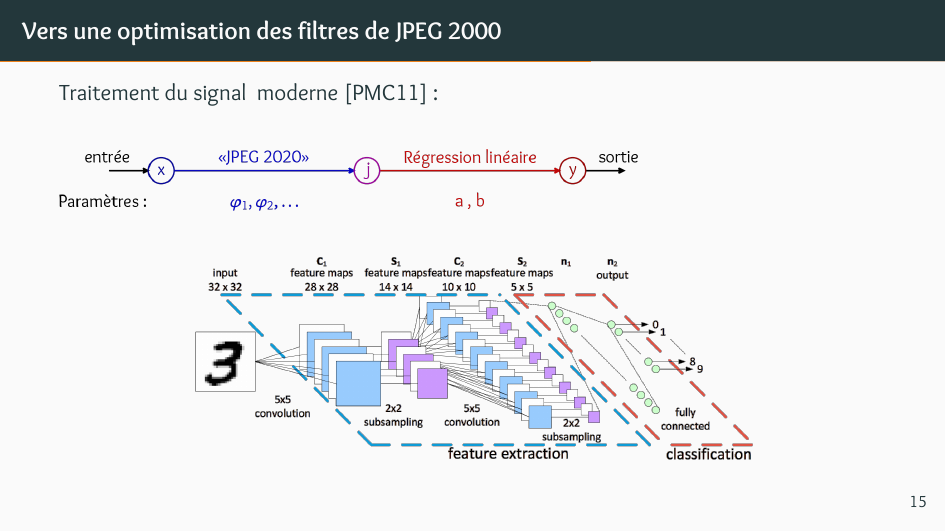 Vers une optimisation des filtres de JPEG 2000
Traitement du signal moderne [PMC11] :
entrée x «JPEG 2020» j Régression linéaire y sortie
Paramètres : φ₁, φ₂, … a , b
C₁ S₁ C₂ S₂ n₁ n₂
input feature maps feature maps feature maps feature maps output
32 x 32 28 x 28 14 x 14 10 x 10 5 x 5
0
1
8
9
5x5
convolution
2x2
subsampling
5x5
convolution
2x2
subsampling
fully
connected
feature extraction
classification
15